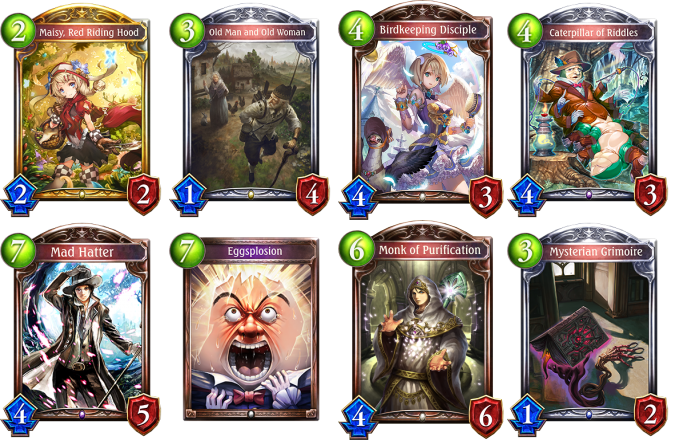 2 Maisy, Red Riding Hood
3 Old Man and Old Woman
4 Birdkeeping Disciple
4 Caterpillar of Riddles
2 2
1 4
4 3
4 3
7 Mad Hatter
7 Eggsplosion
6 Monk of Purification
3 Mysterian Grimoire
4 5
4 6
1 2